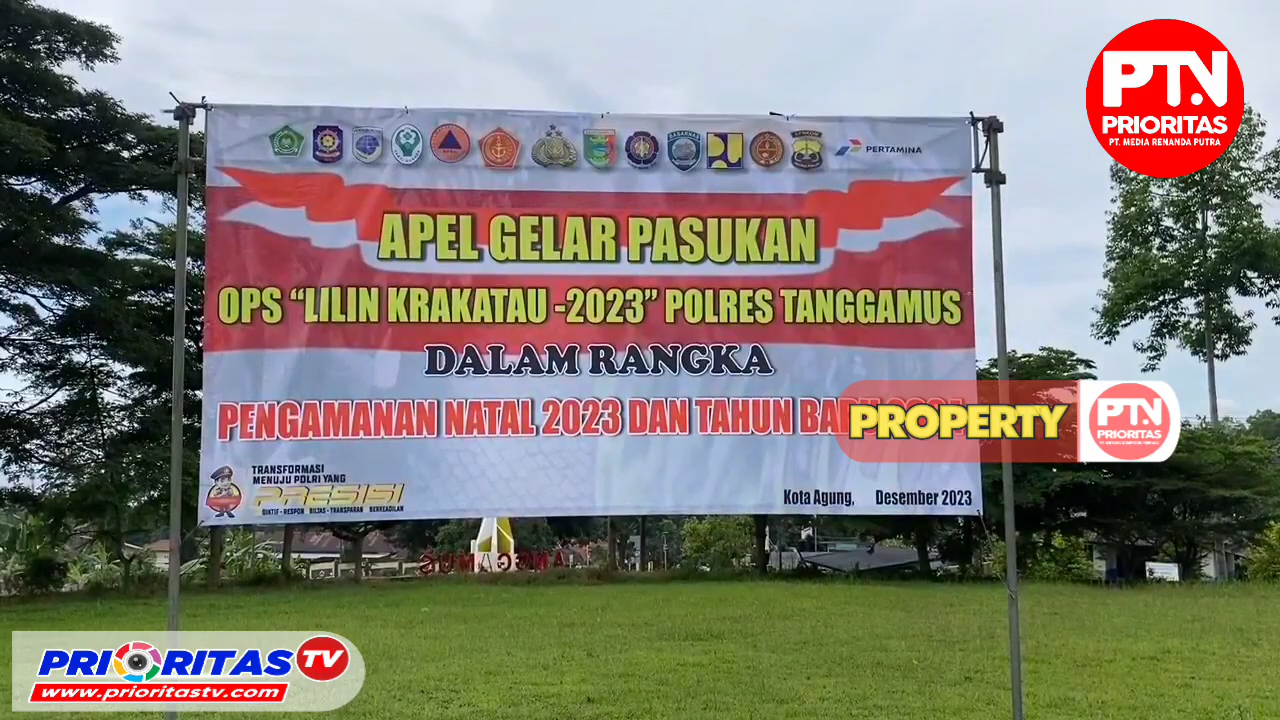 PT.N
PRIORITAS
PT. MEDIA RENANDA PUTRA
PERTAMINA
APEL GELAR PASUKAN
OPS “LILIN KRAKATAU -2023” POLRES TANGGAMUS
DALAM RANGKA
PENGAMANAN NATAL 2023 DAN TAHUN
PROPERTY
PTN
PRIORITAS
TRANSFORMASI
MENUJU POLRI YANG
PRESISI
Kota Agung, Desember 2023
PRIORITAS TV
www.prioritastv.com